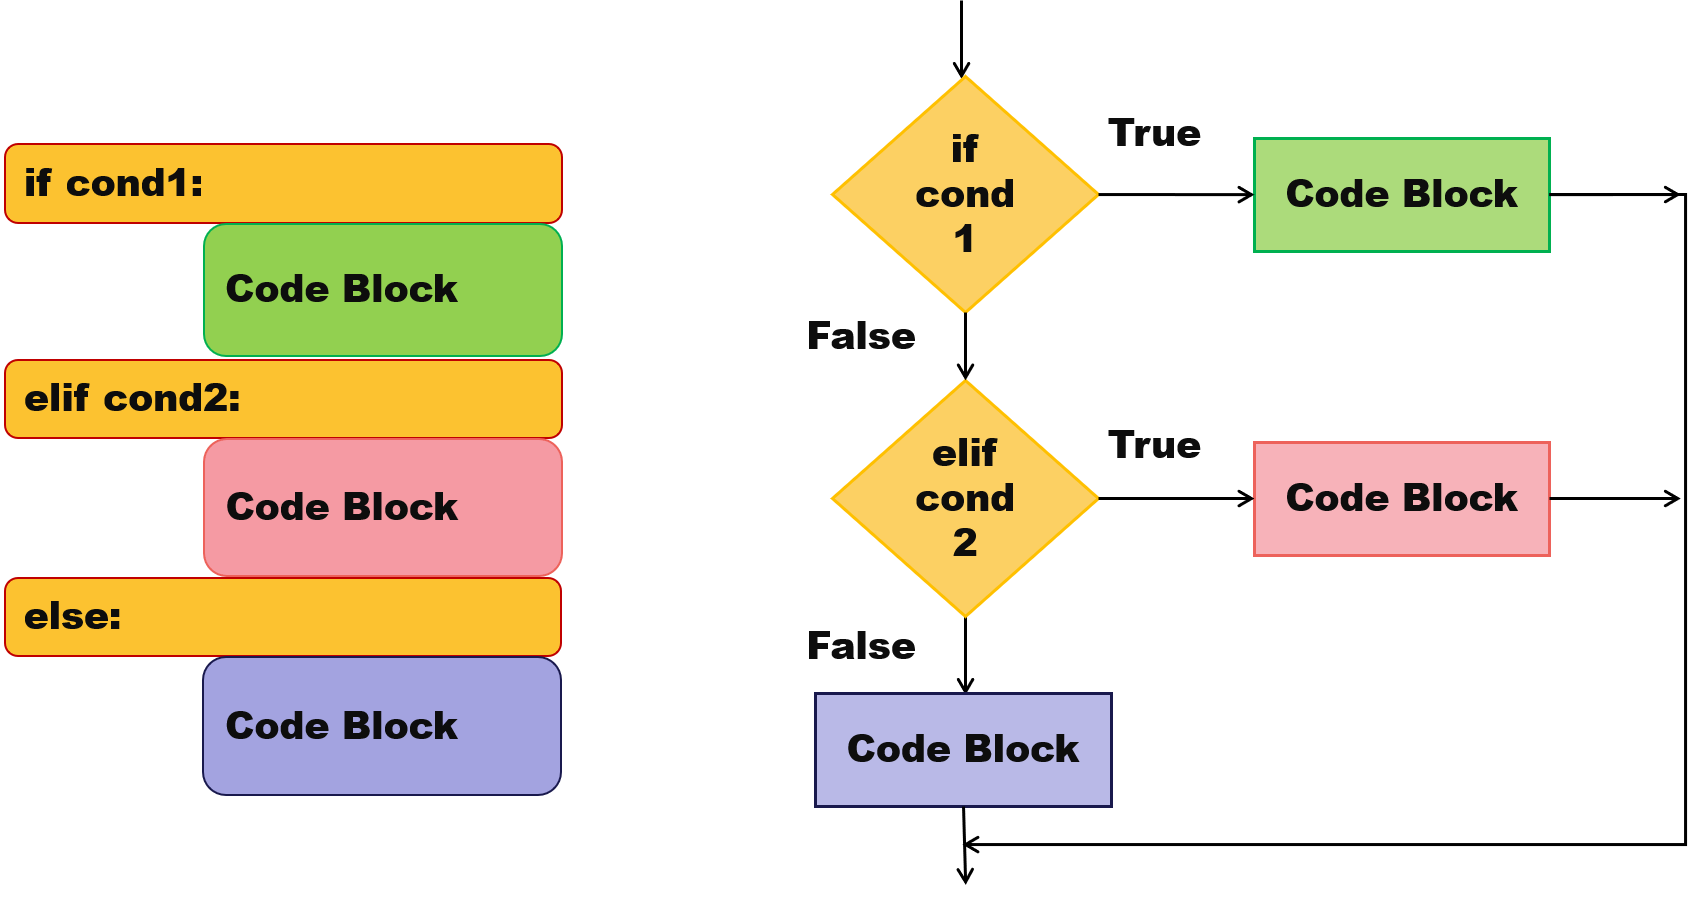 if cond1:
Code Block
elif cond2:
Code Block
else:
Code Block
if
cond
1
True
Code Block
False
elif
cond
2
True
Code Block
False
Code Block